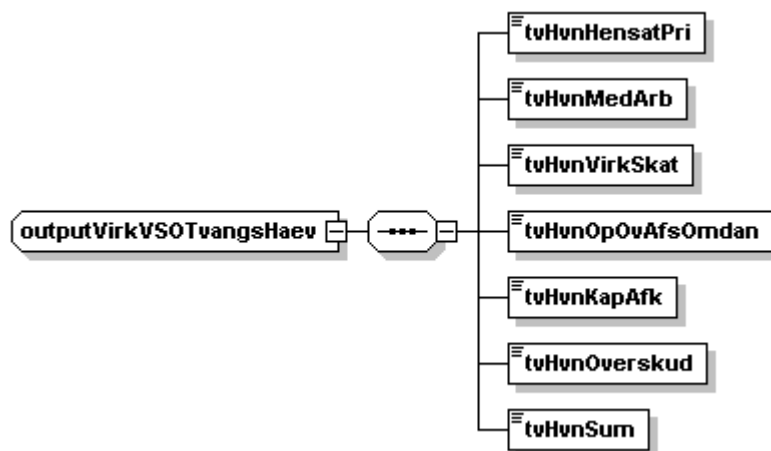 tvHvnHensatPri
tvHvnMedArb
tvHvnVirkSkat
outputVirkVSOTvangsHaev
tvHvnOpOvAfsOmdan
tvHvnKapAfk
tvHvnOverskud
tvHvnSum